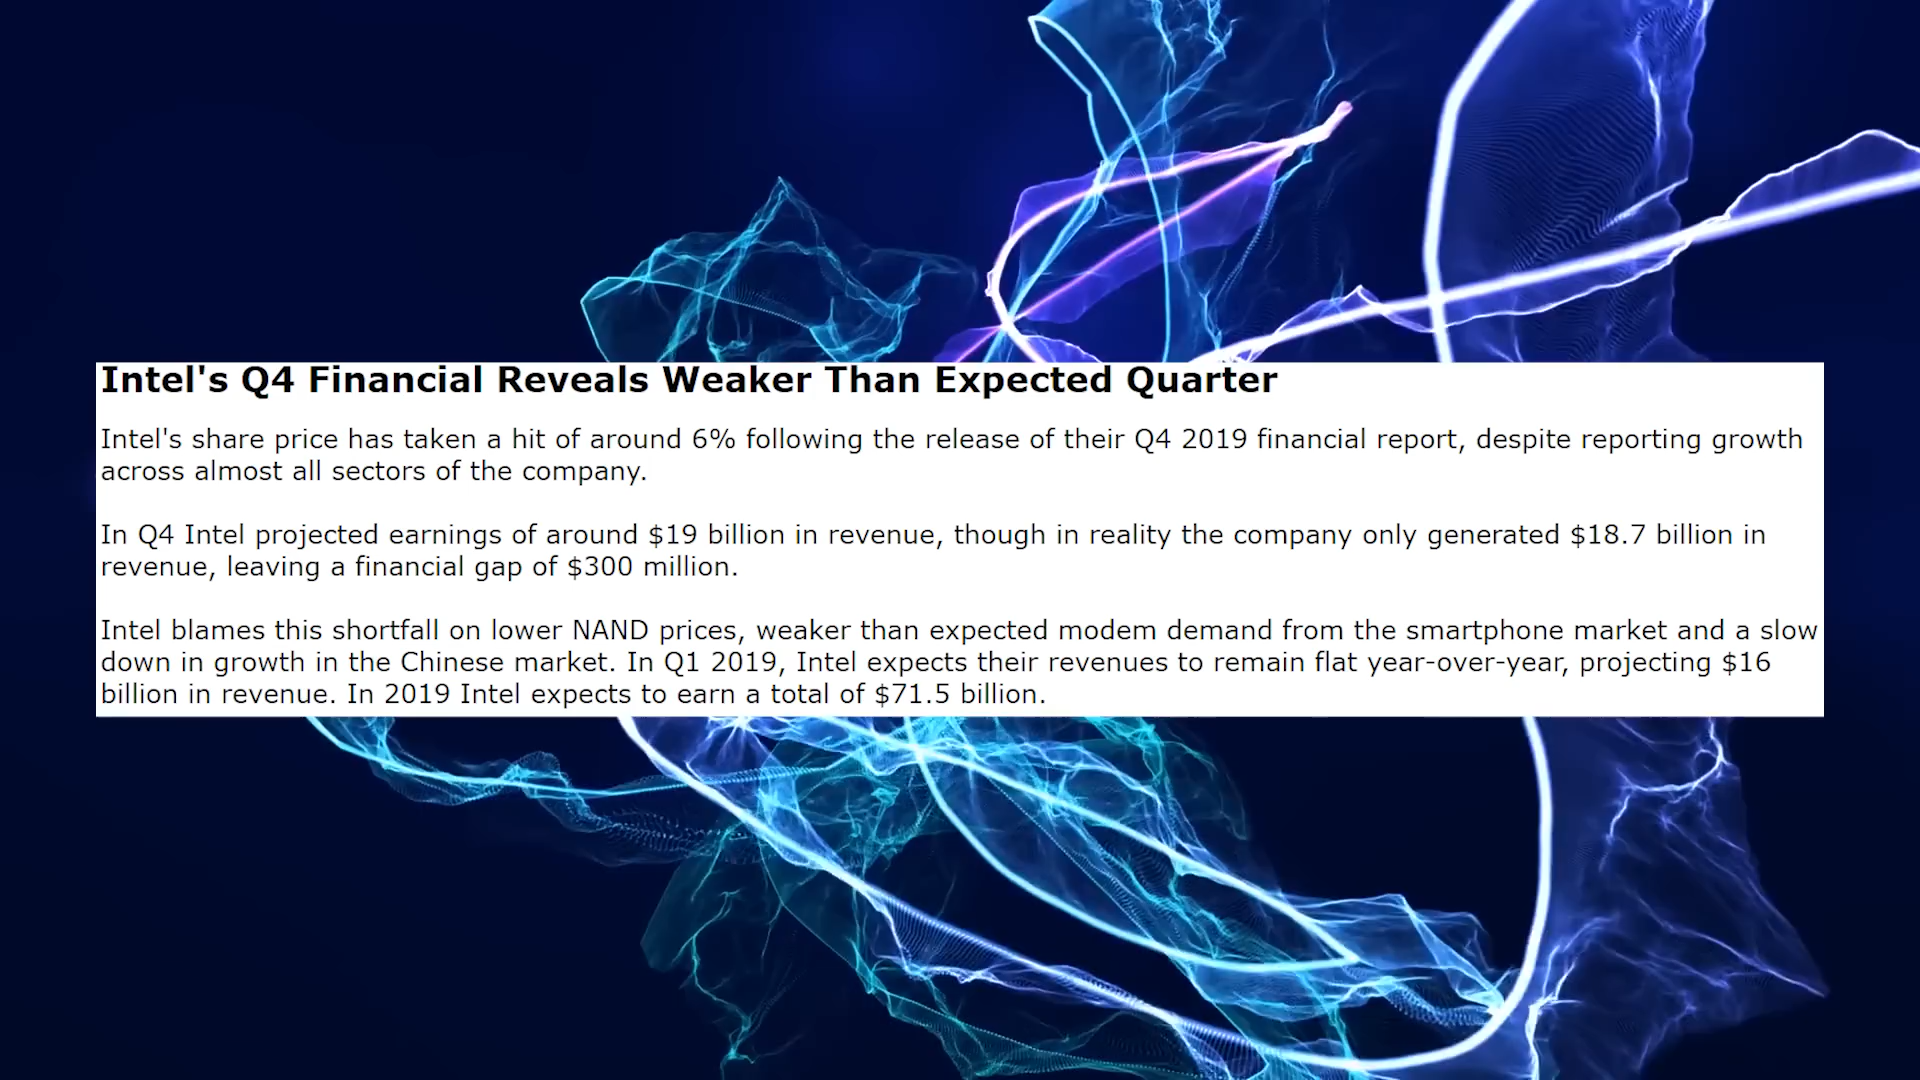 Intel's Q4 Financial Reveals Weaker Than Expected Quarter
Intel's share price has taken a hit of around 6% following the release of their Q4 2019 financial report, despite reporting growth
across almost all sectors of the company.
In Q4 Intel projected earnings of around $19 billion in revenue, though in reality the company only generated $18.7 billion in
revenue, leaving a financial gap of $300 million.
Intel blames this shortfall on lower NAND prices, weaker than expected modem demand from the smartphone market and a slow
down in growth in the Chinese market. In Q1 2019, Intel expects their revenues to remain flat year-over-year, projecting $16
billion in revenue. In 2019 Intel expects to earn a total of $71.5 billion.